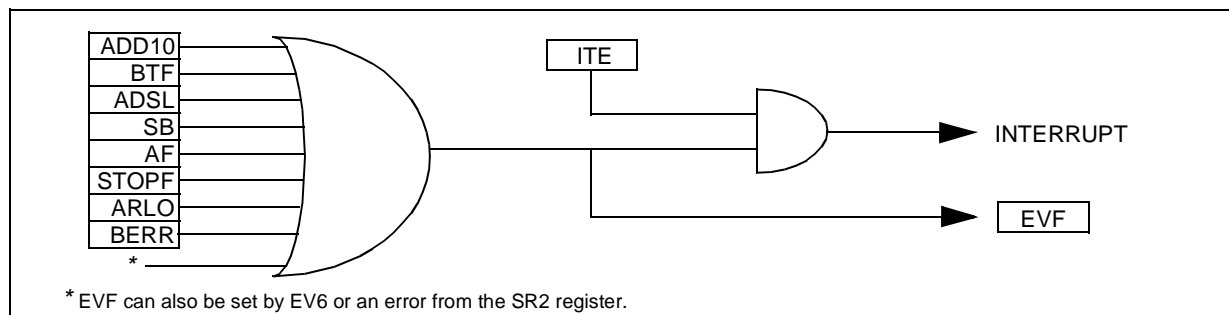 ADD10
BTF
ADSL
SB
AF
STOPF
ARLO
BERR
*
ITE
INTERRUPT
EVF
* EVF can also be set by EV6 or an error from the SR2 register.